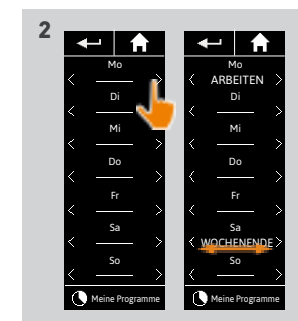 2
Mo
Di
Mi
Do
Fr
Sa
So
Meine Programme
Mo
ARBEITEN
Di
Mi
Do
Fr
Sa
WOCHENENDE
So
Meine Programme